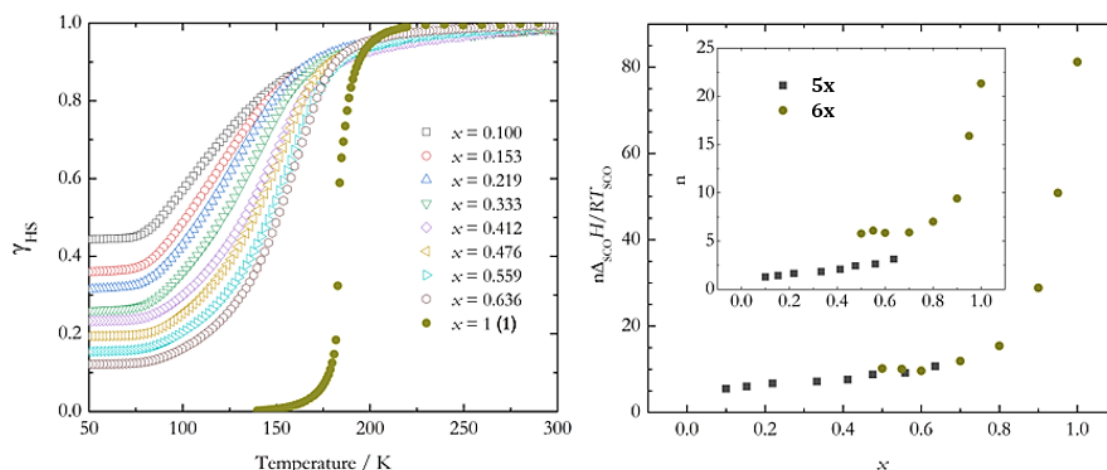 1.0
0.8
0.6
0.4
0.2
0.0
γHS
x = 0.100
x = 0.153
x = 0.219
x = 0.333
x = 0.412
x = 0.476
x = 0.559
x = 0.636
x = 1 (1)
50 100 150 200 250 300
Temperature / K
80
60
40
20
0
nΔSCOH/RTSCO
25
20
15
10
5
0
n
5x
6x
0.0 0.2 0.4 0.6 0.8 1.0
0.0 0.2 0.4 0.6 0.8 1.0
x